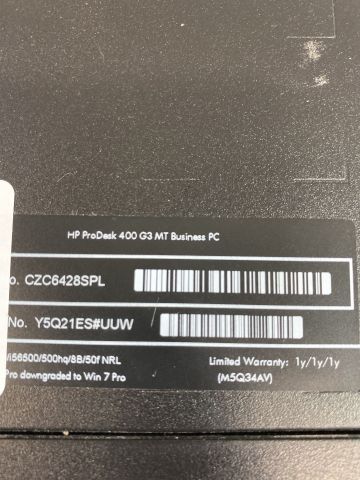 HP ProDesk 400 G3 MT Business PC
o. CZC6428SPL
No. Y5Q21ES#UUW
/i56500/500hq/8B/50f NRL Limited Warranty: 1y/1y/1y
Pro downgraded to Win 7 Pro (M5Q34AV)